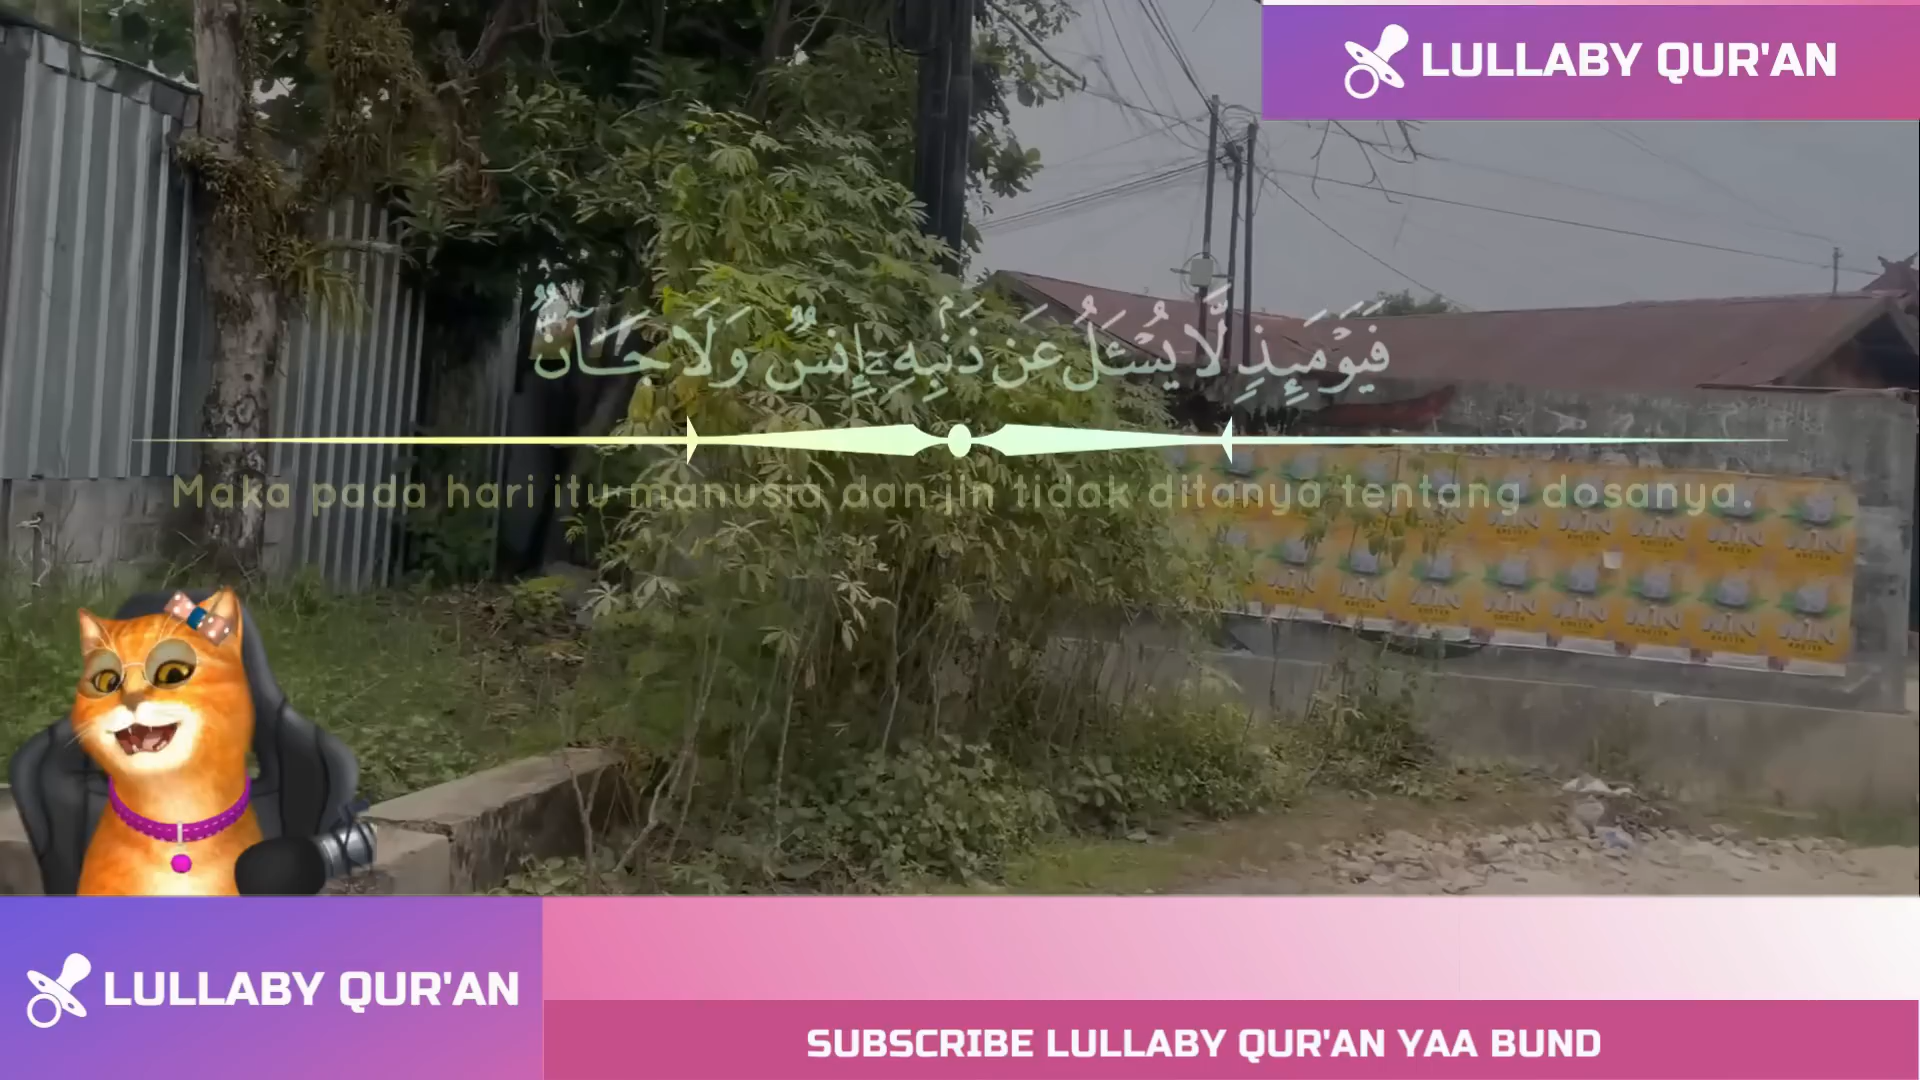 LULLABY QUR'AN
فَيَوْمَئِذٍ لَّا يُسْـَٔلُ عَن ذَنۢبِهِۦٓ إِنسٌ وَلَا جَآنٌّ
Maka pada hari itu manusia dan jin tidak ditanya tentang dosanya.
LULLABY QUR'AN
SUBSCRIBE LULLABY QUR'AN YAA BUND